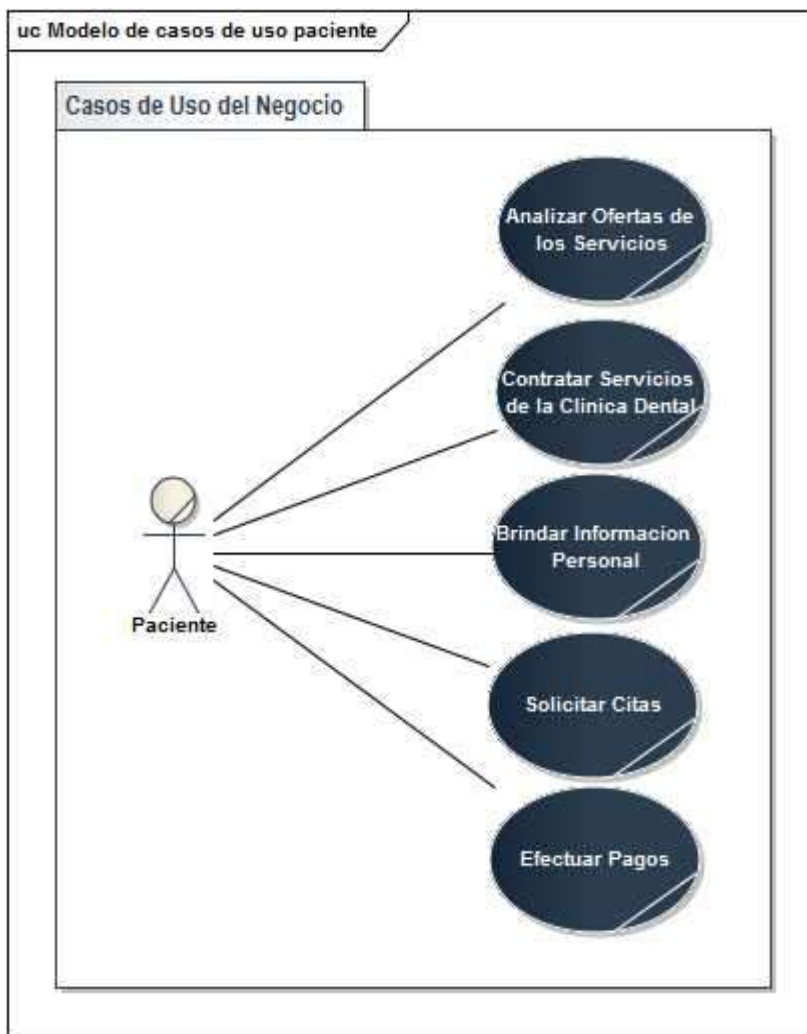 uc Modelo de casos de uso paciente
Casos de Uso del Negocio
Analizar Ofertas de
los Servicios
Contratar Servicios
de la Clinica Dental
Brindar Informacion
Personal
Paciente
Solicitar Citas
Efectuar Pagos